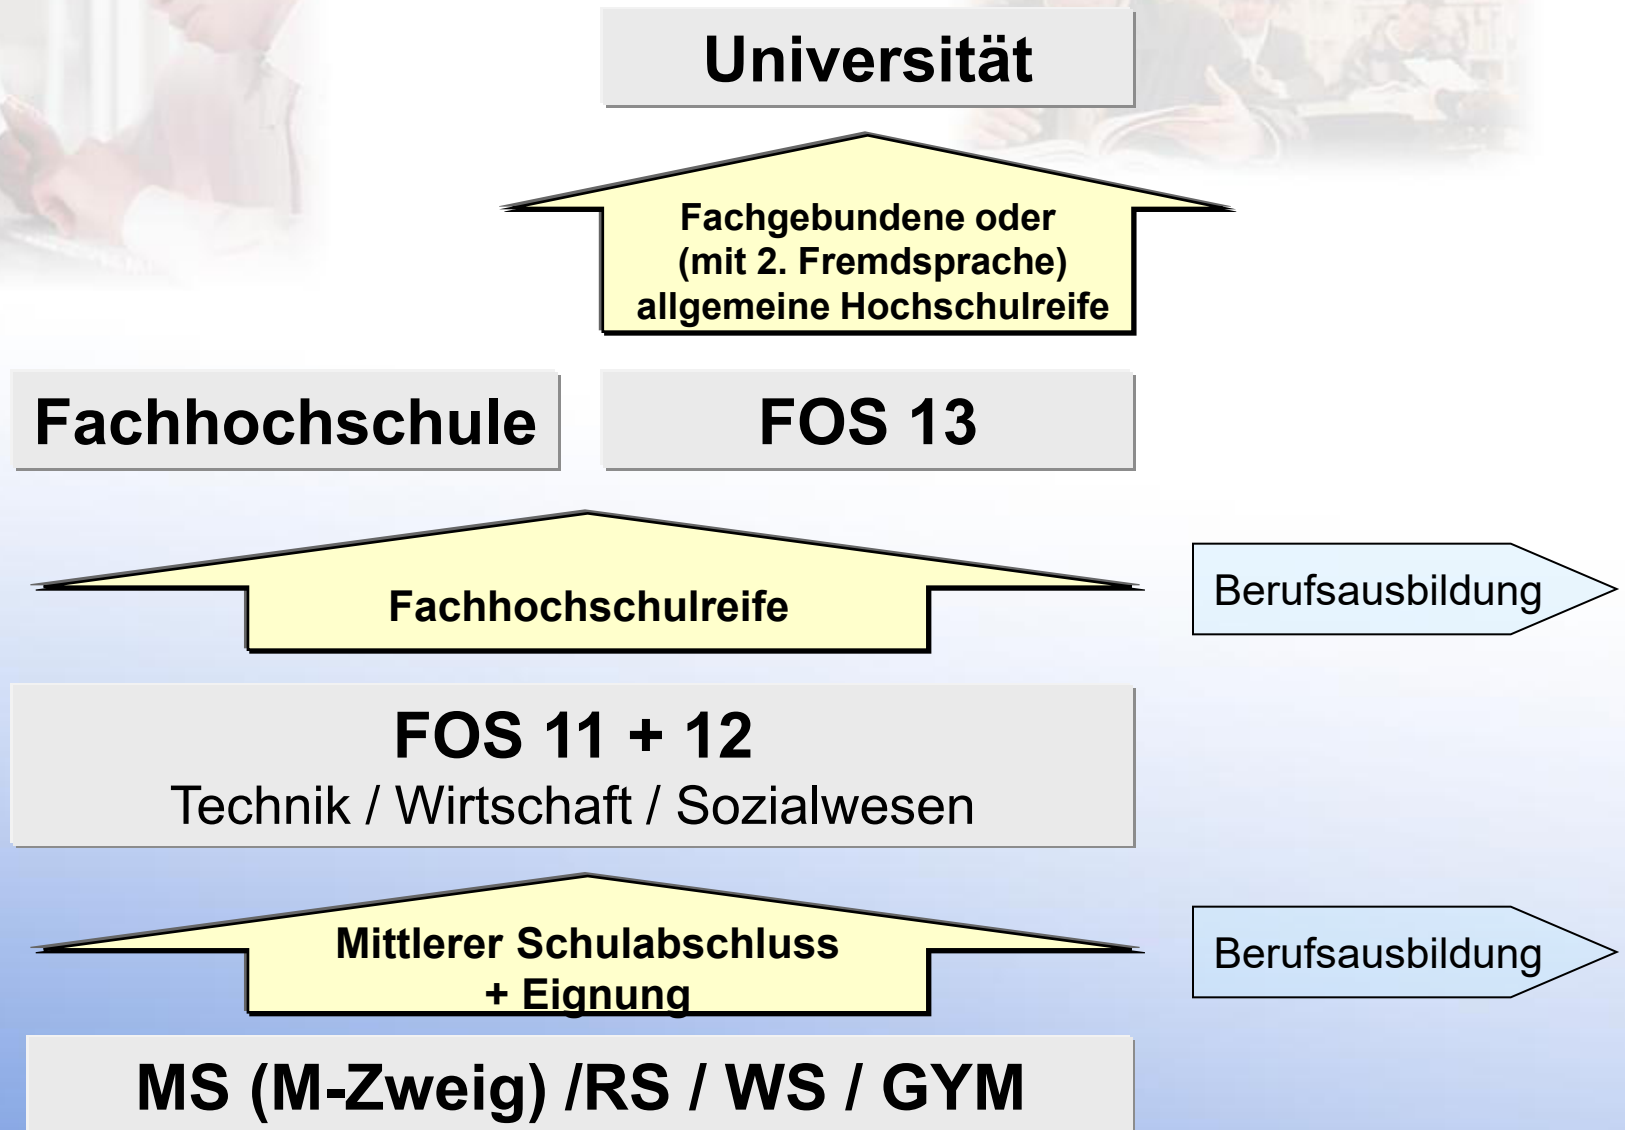 Universität
Fachgebundene oder
(mit 2. Fremdsprache)
allgemeine Hochschulreife
Fachhochschule
FOS 13
Fachhochschulreife
Berufsausbildung
FOS 11 + 12
Technik / Wirtschaft / Sozialwesen
Mittlerer Schulabschluss
+ Eignung
Berufsausbildung
MS (M-Zweig) /RS / WS / GYM